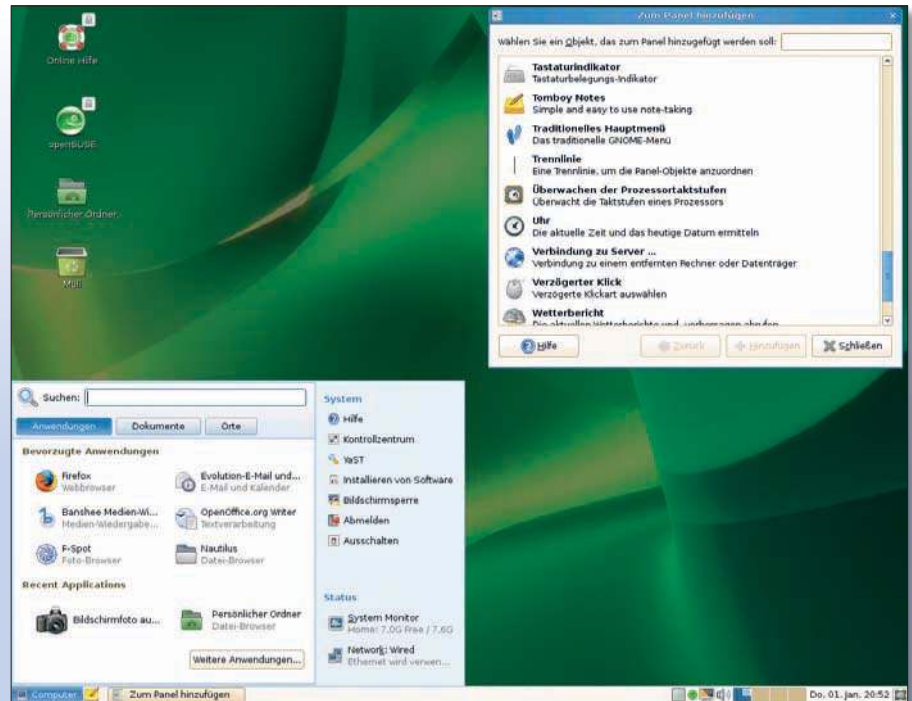 Online Hilfe
openSUSE
Persönlicher Ordner
Müll
Zum Panel hinzufügen
Wählen Sie ein Objekt, das zum Panel hinzugefügt werden soll:
Tastaturindikator
Tastaturbelegungs-Indikator
Tomboy Notes
Simple and easy to use note-taking
Traditionelles Hauptmenü
Das traditionelle GNOME-Menü
Trennlinie
Eine Trennlinie, um die Panel-Objekte anzuordnen
Überwachen der Prozessortaktstufen
Überwacht die Taktstufen eines Prozessors
Uhr
Die aktuelle Zeit und das heutige Datum ermitteln
Verbindung zu Server ...
Verbindung zu einem entfernten Rechner oder Datenträger
Verzögerter Klick
Verzögerte Klickart auswählen
Wetterbericht
Die aktuellen Wetterberichte und -vorhersagen abrufen
Hilfe
Zurück
Hinzufügen
Schließen
Suchen:
Anwendungen
Dokumente
Orte
Bevorzugte Anwendungen
Firefox
Webbrowser
Evolution-E-Mail und...
E-Mail und Kalender
Banshee Medien-Wi...
Medien-Wiedergabe...
OpenOffice.org Writer
Textverarbeitung
F-Spot
Foto-Browser
Nautilus
Datei-Browser
Recent Applications
Bildschirmfoto au...
Persönlicher Ordner
Datei-Browser
Weitere Anwendungen...
System
Hilfe
Kontrollzentrum
YaST
Installieren von Software
Bildschirmsperre
Abmelden
Ausschalten
Status
System Monitor
Home: 7.0G Free / 7.6G
Network: Wired
Ethernet wird verwen...
Computer
Zum Panel hinzufügen
Do. 01. Jan, 20:52